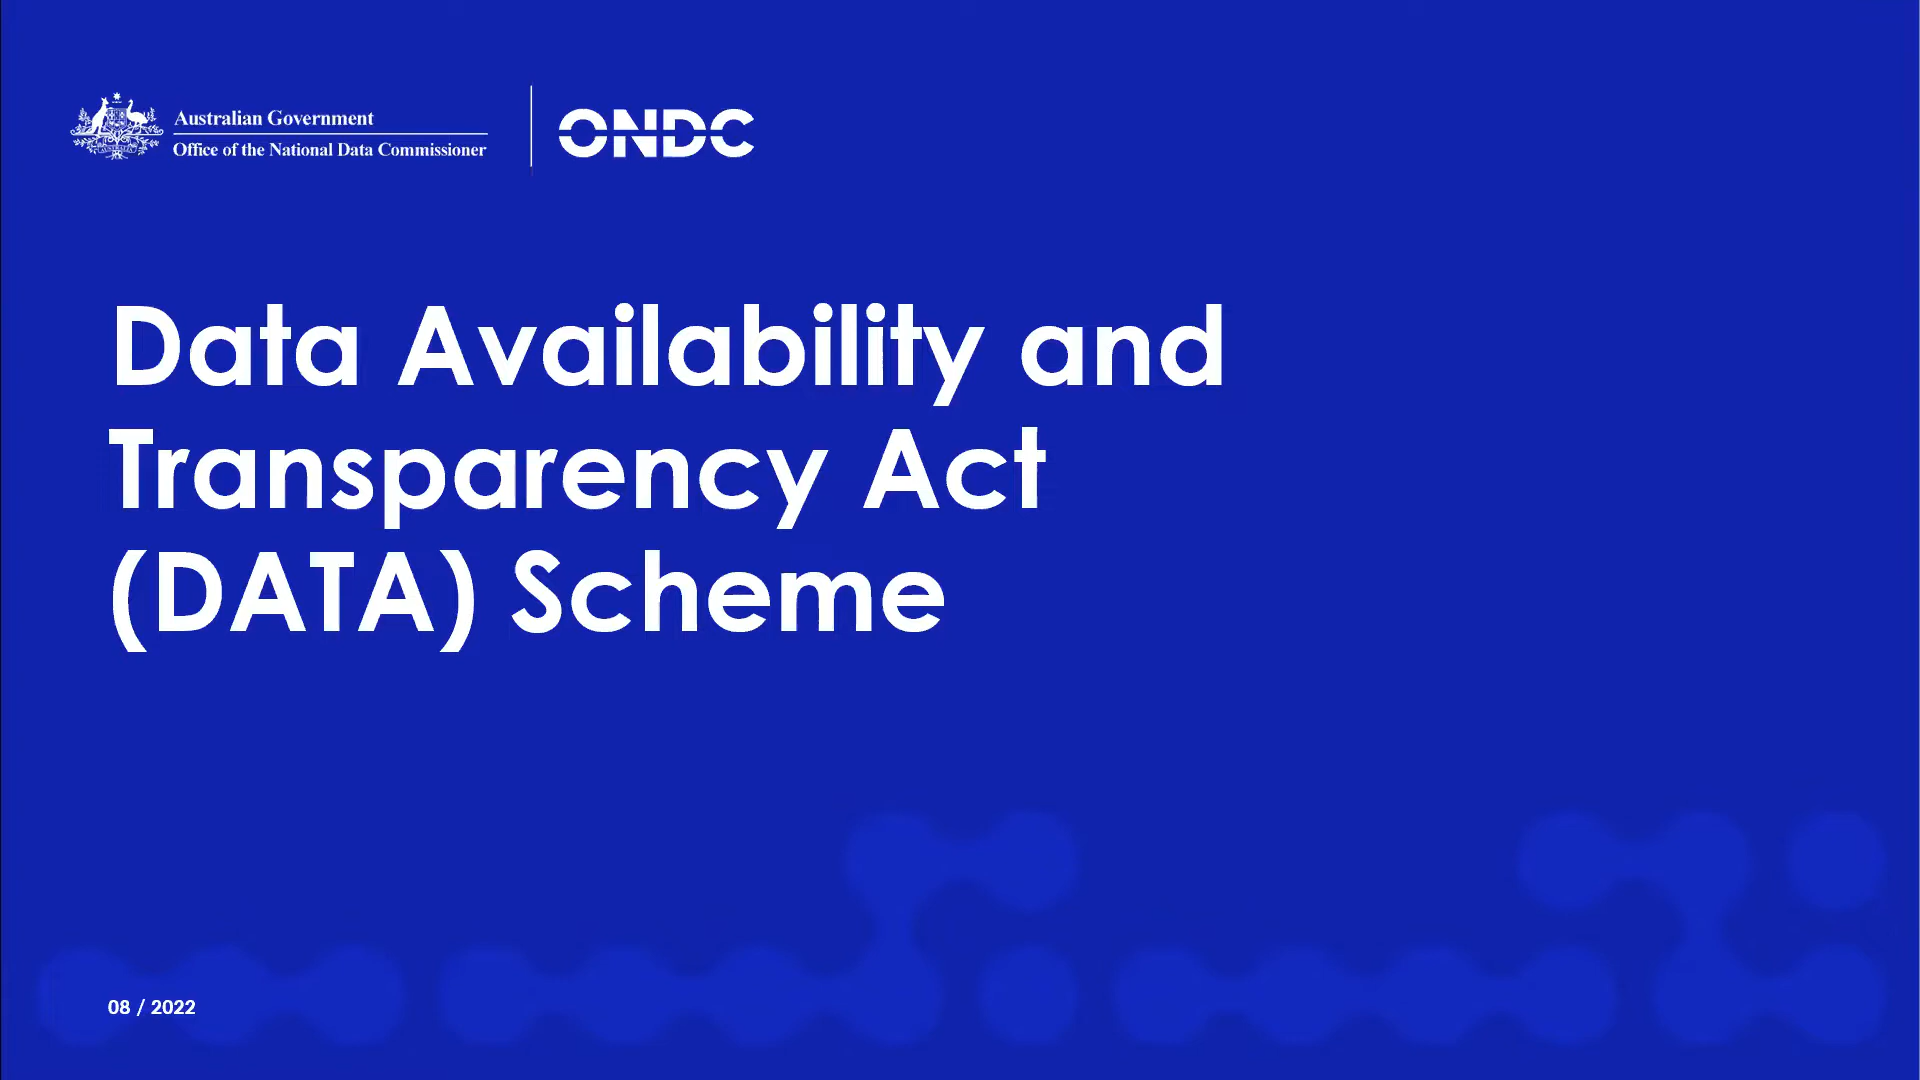 Australian Government
Office of the National Data Commissioner
ONDC
Data Availability and
Transparency Act
(DATA) Scheme
08 / 2022